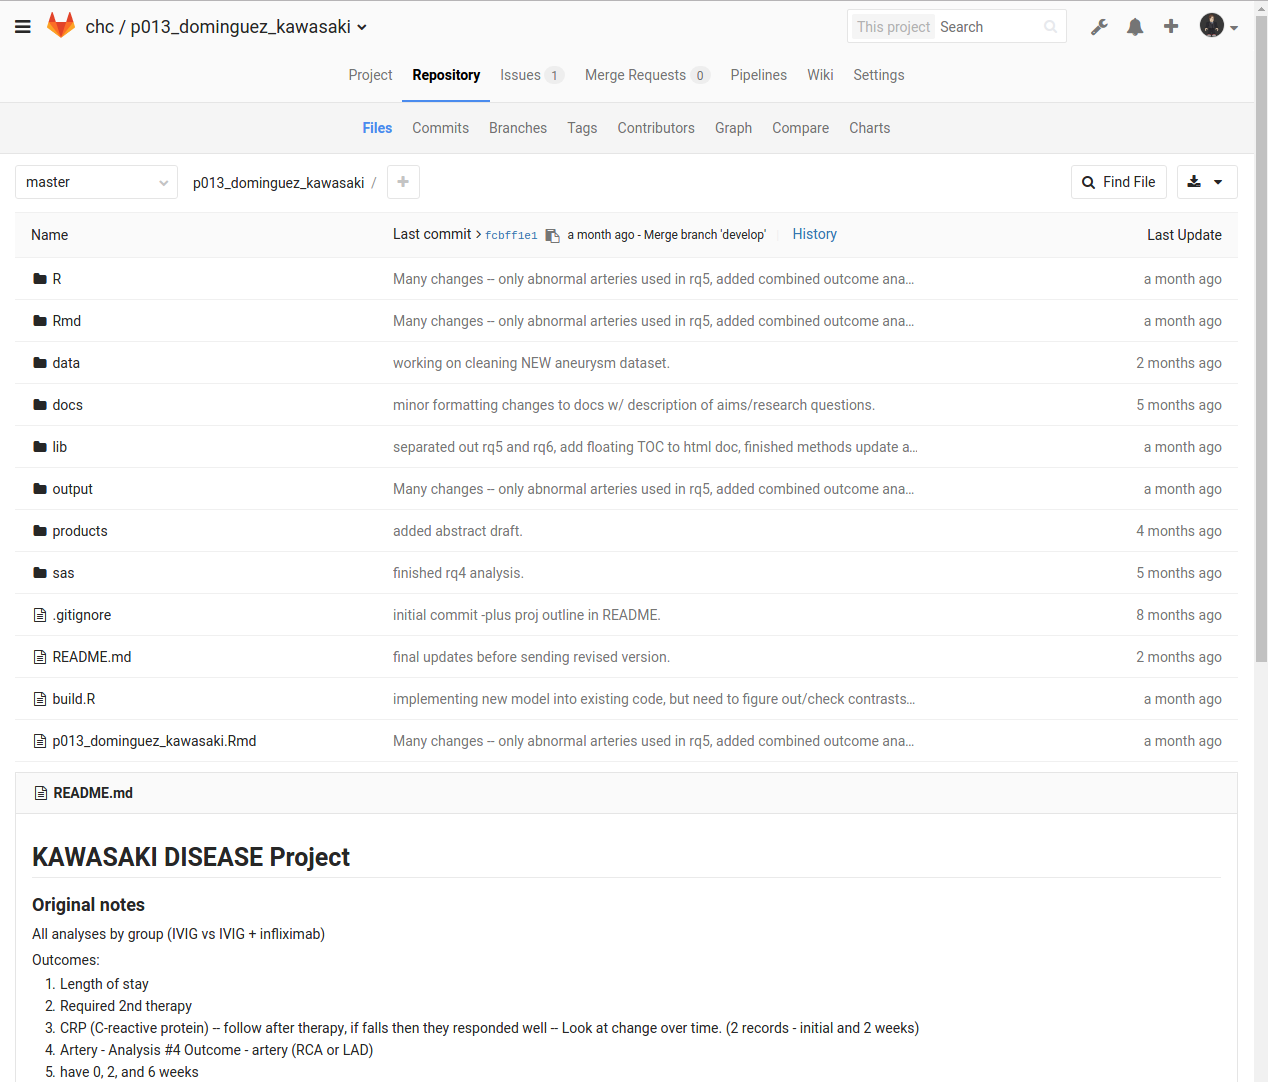 chc / p013_dominguez_kawasaki
This project Search
Project Repository Issues 1 Merge Requests 0 Pipelines Wiki Settings
Files Commits Branches Tags Contributors Graph Compare Charts
master p013_dominguez_kawasaki / Find File
Name Last commit > fcbff1e1 a month ago - Merge branch 'develop' History Last Update
R Many changes -- only abnormal arteries used in rq5, added combined outcome ana… a month ago
Rmd Many changes -- only abnormal arteries used in rq5, added combined outcome ana… a month ago
data working on cleaning NEW aneurysm dataset. 2 months ago
docs minor formatting changes to docs w/ description of aims/research questions. 5 months ago
lib separated out rq5 and rq6, add floating TOC to html doc, finished methods update a… a month ago
output Many changes -- only abnormal arteries used in rq5, added combined outcome ana… a month ago
products added abstract draft. 4 months ago
sas finished rq4 analysis. 5 months ago
.gitignore initial commit -plus proj outline in README. 8 months ago
README.md final updates before sending revised version. 2 months ago
build.R implementing new model into existing code, but need to figure out/check contrasts… a month ago
p013_dominguez_kawasaki.Rmd Many changes -- only abnormal arteries used in rq5, added combined outcome ana… a month ago
README.md
KAWASAKI DISEASE Project
Original notes
All analyses by group (IVIG vs IVIG + infliximab)
Outcomes:
1. Length of stay
2. Required 2nd therapy
3. CRP (C-reactive protein) -- follow after therapy, if falls then they responded well -- Look at change over time. (2 records - initial and 2 weeks)
4. Artery - Analysis #4 Outcome - artery (RCA or LAD)
5. have 0, 2, and 6 weeks